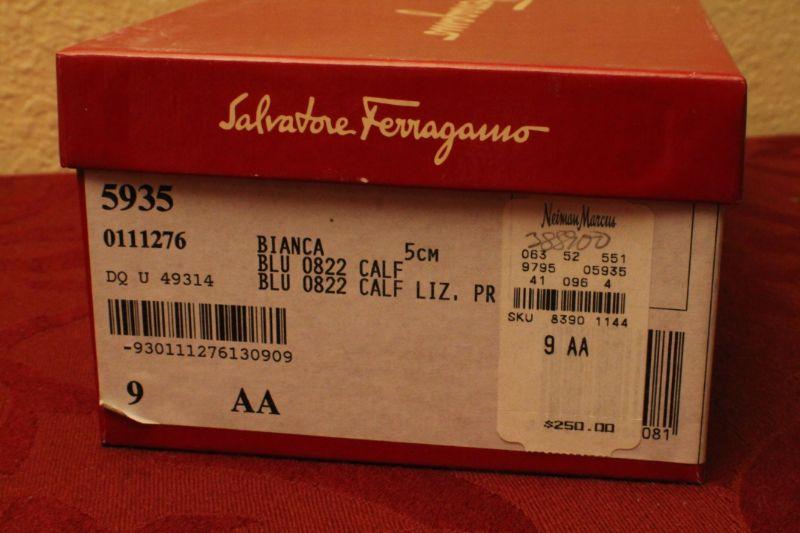 Salvatore Ferragamo
5935
0111276
DQ U 49314
BIANCA 5CM
BLU 0822 CALF
BLU 0822 CALF LIZ. PR
-930111276130909
9 AA
Neiman Marcus
388900
063 52 551
9795 05935
41 096 4
SKU 8390 1144
9 AA
$250.00
081